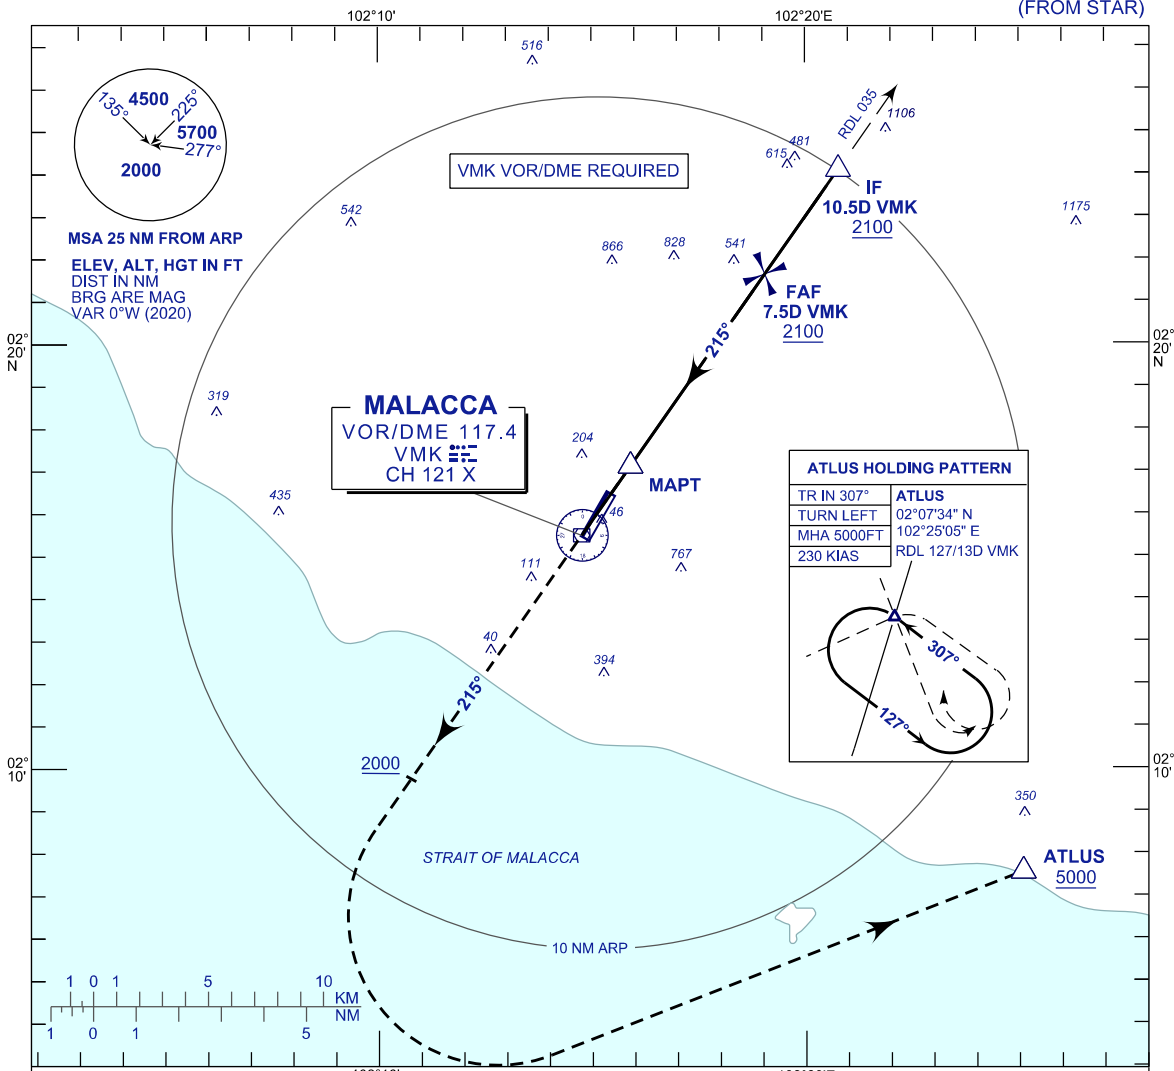 (FROM STAR)
102°10'
102°20'E
516
4500
135°
225°
5700
277°
2000
RDL 035
1106
481
615
VMK VOR/DME REQUIRED
IF
10.5D VMK
2100
542
1175
MSA 25 NM FROM ARP
ELEV, ALT, HGT IN FT
DIST IN NM
BRG ARE MAG
VAR 0°W (2020)
866
828
541
FAF
7.5D VMK
2100
02°
20'
N
02°
20'
N
215°
319
MALACCA
VOR/DME 117.4
VMK
CH 121 X
204
MAPT
435
46
111
767
ATLUS HOLDING PATTERN
TR IN 307°
TURN LEFT
MHA 5000FT
230 KIAS
ATLUS
02°07'34" N
102°25'05" E
RDL 127/13D VMK
307°
127°
40
394
215°
2000
02°
10'
02°
10'
350
STRAIT OF MALACCA
ATLUS
5000
10 NM ARP
1 0 1 5 10
KM
NM
1 0 1 5